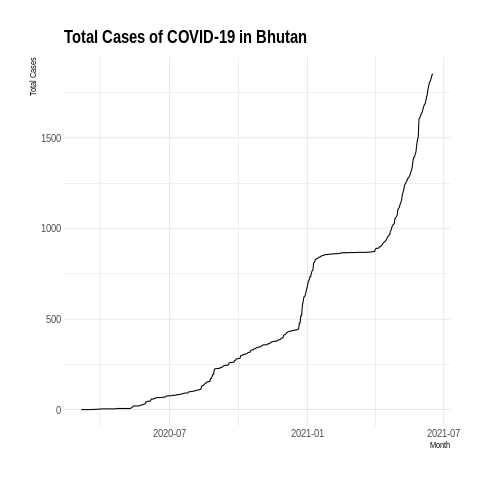 Total Cases of COVID-19 in Bhutan
Total Cases
1500
1000
500
0
2020-07
2021-01
2021-07
Month